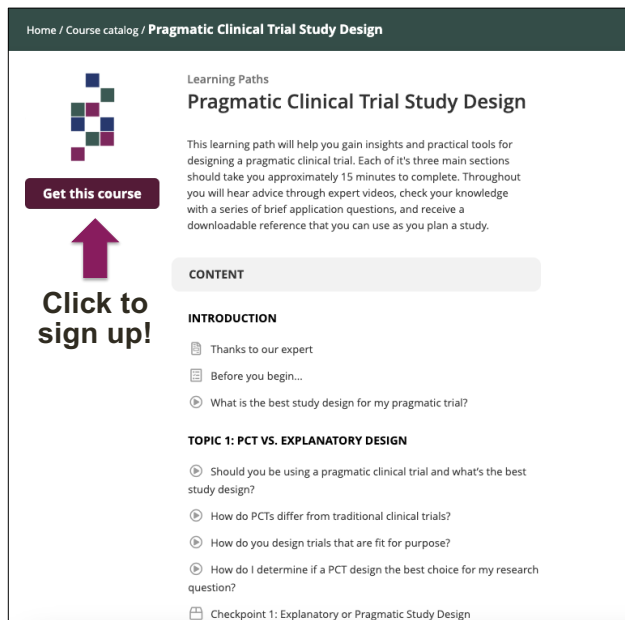 Home / Course catalog / Pragmatic Clinical Trial Study Design
Get this course
Click to
sign up!
Learning Paths
Pragmatic Clinical Trial Study Design
This learning path will help you gain insights and practical tools for
designing a pragmatic clinical trial. Each of it's three main sections
should take you approximately 15 minutes to complete. Throughout
you will hear advice through expert videos, check your knowledge
with a series of brief application questions, and receive a
downloadable reference that you can use as you plan a study.
CONTENT
INTRODUCTION
Thanks to our expert
Before you begin...
What is the best study design for my pragmatic trial?
TOPIC 1: PCT VS. EXPLANATORY DESIGN
Should you be using a pragmatic clinical trial and what's the best
study design?
How do PCTs differ from traditional clinical trials?
How do you design trials that are fit for purpose?
How do I determine if a PCT design the best choice for my research
question?
Checkpoint 1: Explanatory or Pragmatic Study Design